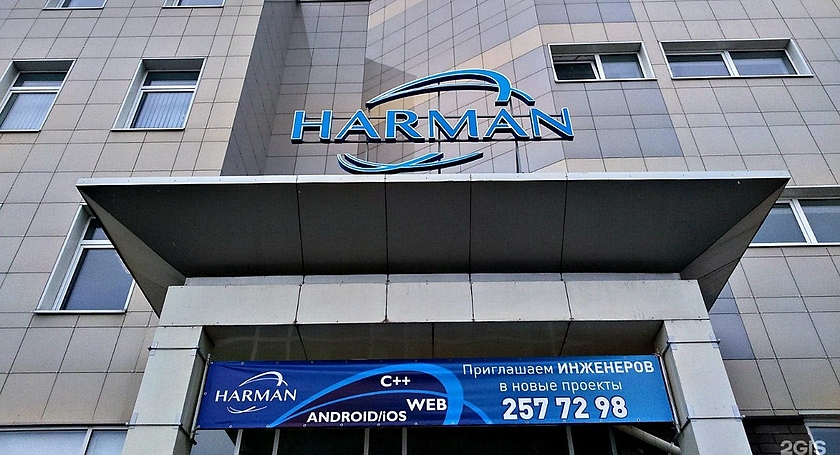 HARMAN
HARMAN
C++
WEB
ANDROID/iOS
Приглашаем ИНЖЕНЕРОВ
в новые проекты
257 72 98
2GIS